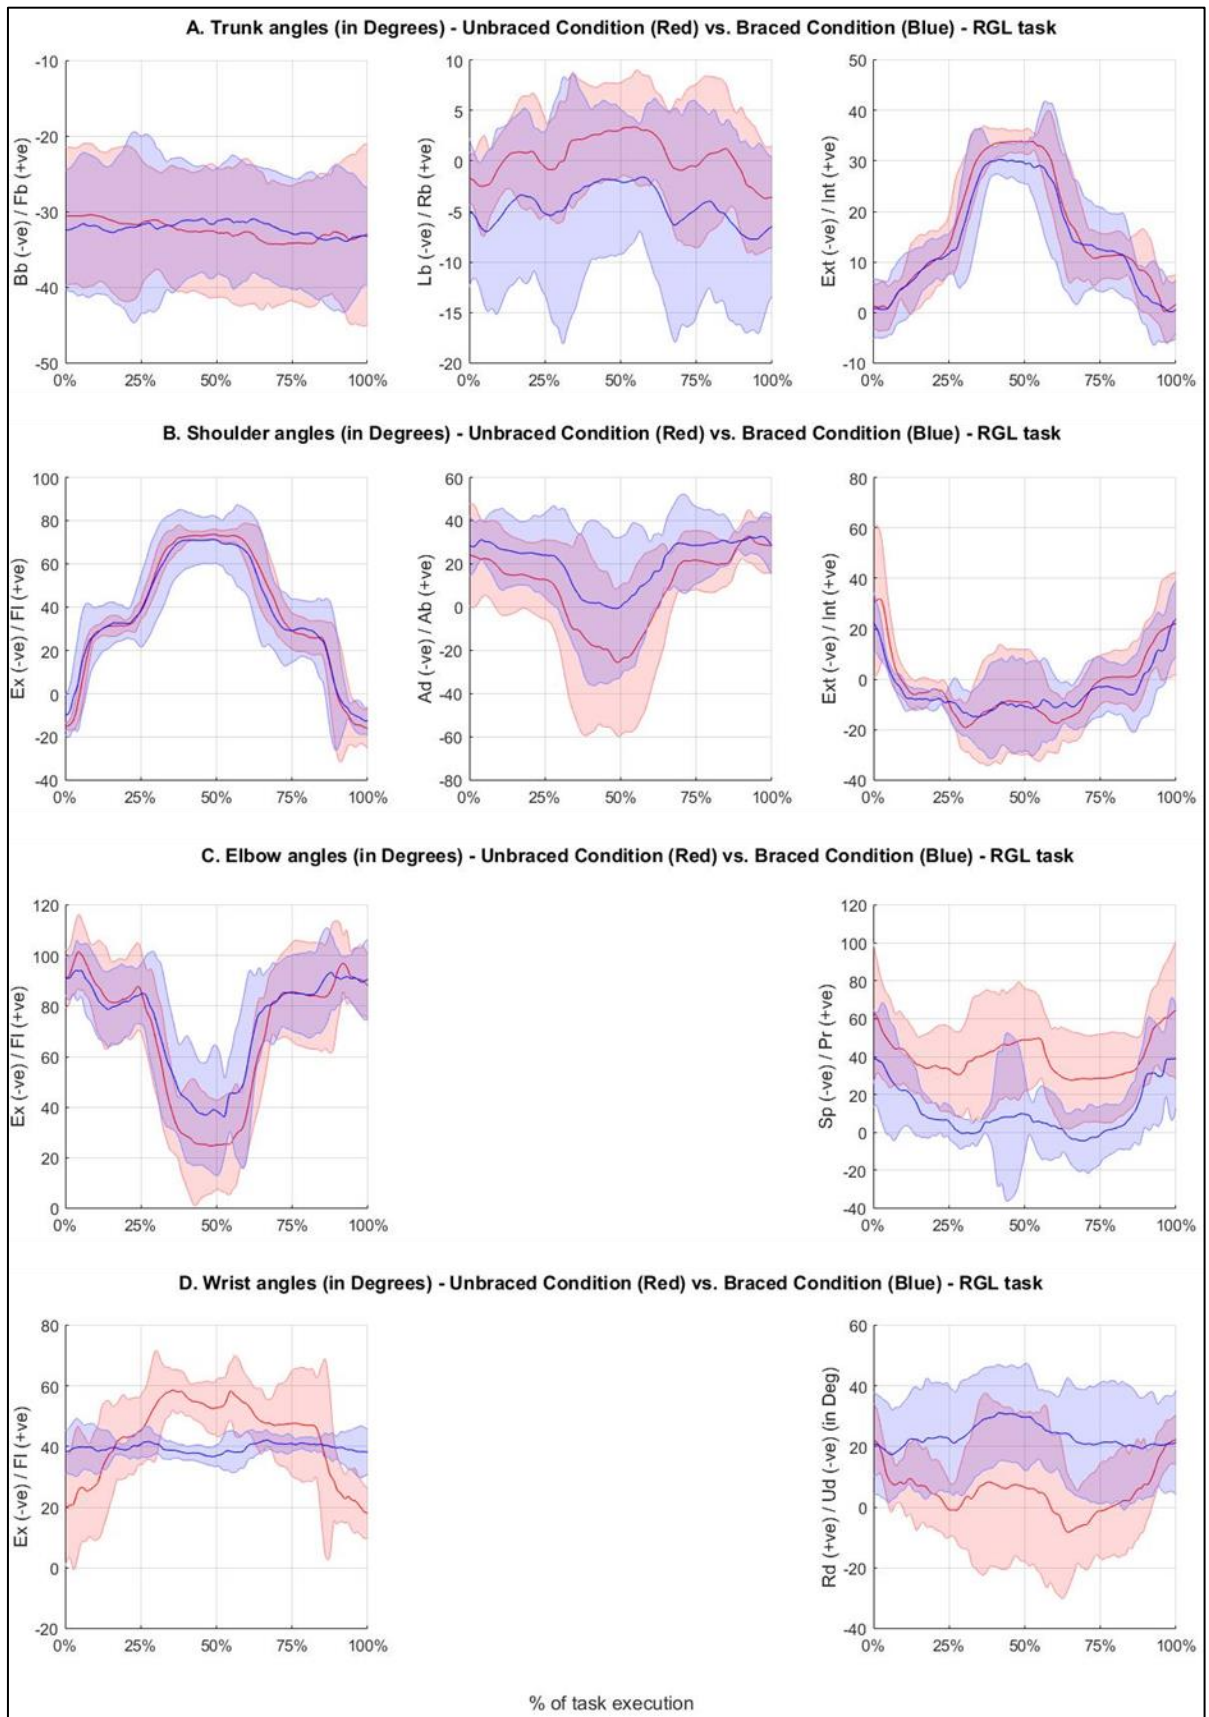 A. Trunk angles (in Degrees) - Unbraced Condition (Red) vs. Braced Condition (Blue) - RGL task
Bb (-ve) / Fb (+ve)
-10
-20
-30
-40
-50
0% 25% 50% 75% 100%
Lb (-ve) / Rb (+ve)
10
5
0
-5
-10
-15
-20
0% 25% 50% 75% 100%
Ext (-ve) / Int (+ve)
50
40
30
20
10
0
-10
0% 25% 50% 75% 100%
B. Shoulder angles (in Degrees) - Unbraced Condition (Red) vs. Braced Condition (Blue) - RGL task
Ex (-ve) / Fl (+ve)
100
80
60
40
20
0
-20
-40
0% 25% 50% 75% 100%
Ad (-ve) / Ab (+ve)
60
40
20
0
-20
-40
-60
-80
0% 25% 50% 75% 100%
Ext (-ve) / Int (+ve)
80
60
40
20
0
-20
-40
0% 25% 50% 75% 100%
C. Elbow angles (in Degrees) - Unbraced Condition (Red) vs. Braced Condition (Blue) - RGL task
Ex (-ve) / Fl (+ve)
120
100
80
60
40
20
0
0% 25% 50% 75% 100%
Sp (-ve) / Pr (+ve)
120
100
80
60
40
20
0
-20
-40
0% 25% 50% 75% 100%
D. Wrist angles (in Degrees) - Unbraced Condition (Red) vs. Braced Condition (Blue) - RGL task
Ex (-ve) / Fl (+ve)
80
60
40
20
0
-20
0% 25% 50% 75% 100%
Rd (+ve) / Ud (-ve) (in Deg)
60
40
20
0
-20
-40
0% 25% 50% 75% 100%
% of task execution